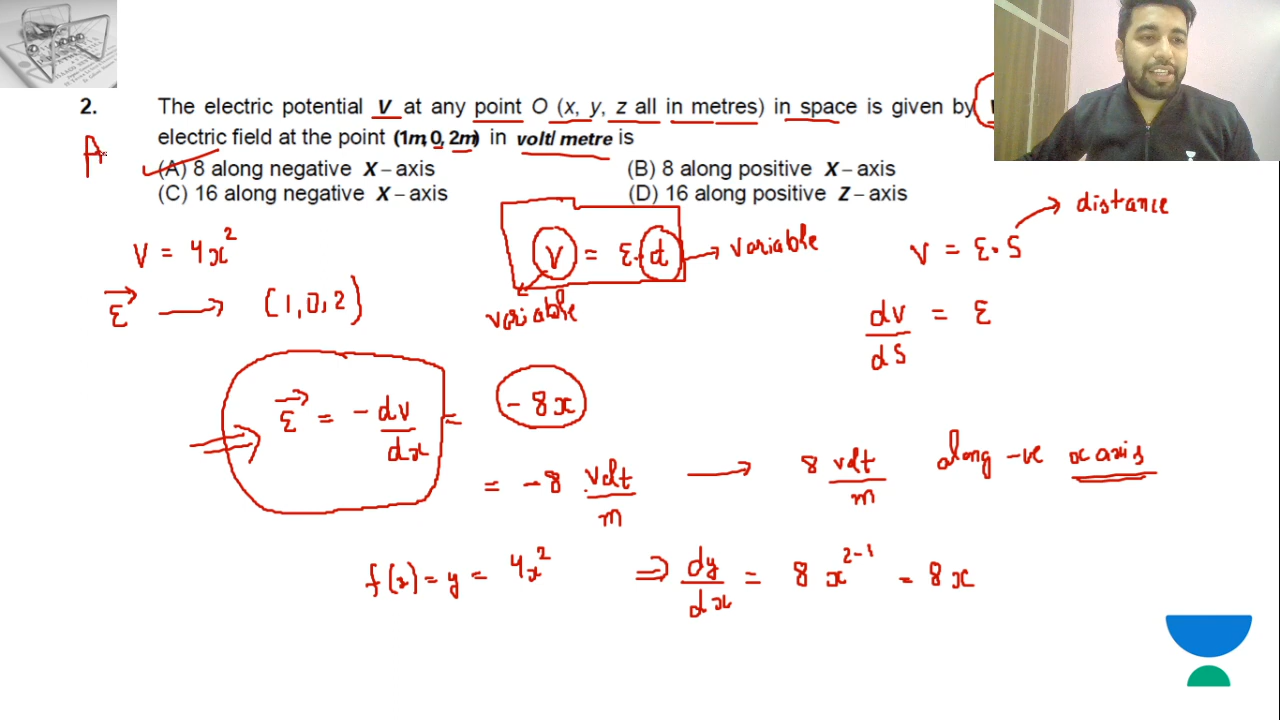 2. The electric potential V at any point O (x, y, z all in metres) in space is given by
electric field at the point (1m, 0, 2m) in volt/metre is
A
(A) 8 along negative X – axis (B) 8 along positive X – axis
(C) 16 along negative X – axis (D) 16 along positive Z – axis
distance
V = 4x²
V = ε·d
variable
V = ε·S
ε → (1,0,2)
variable
dv/dS = ε
ε = -dv/dx = -8x
= -8 volt/m → 8 volt/m along -ve x axis
f(x) = y = 4x² ⇒ dy/dx = 8x²⁻¹ = 8x